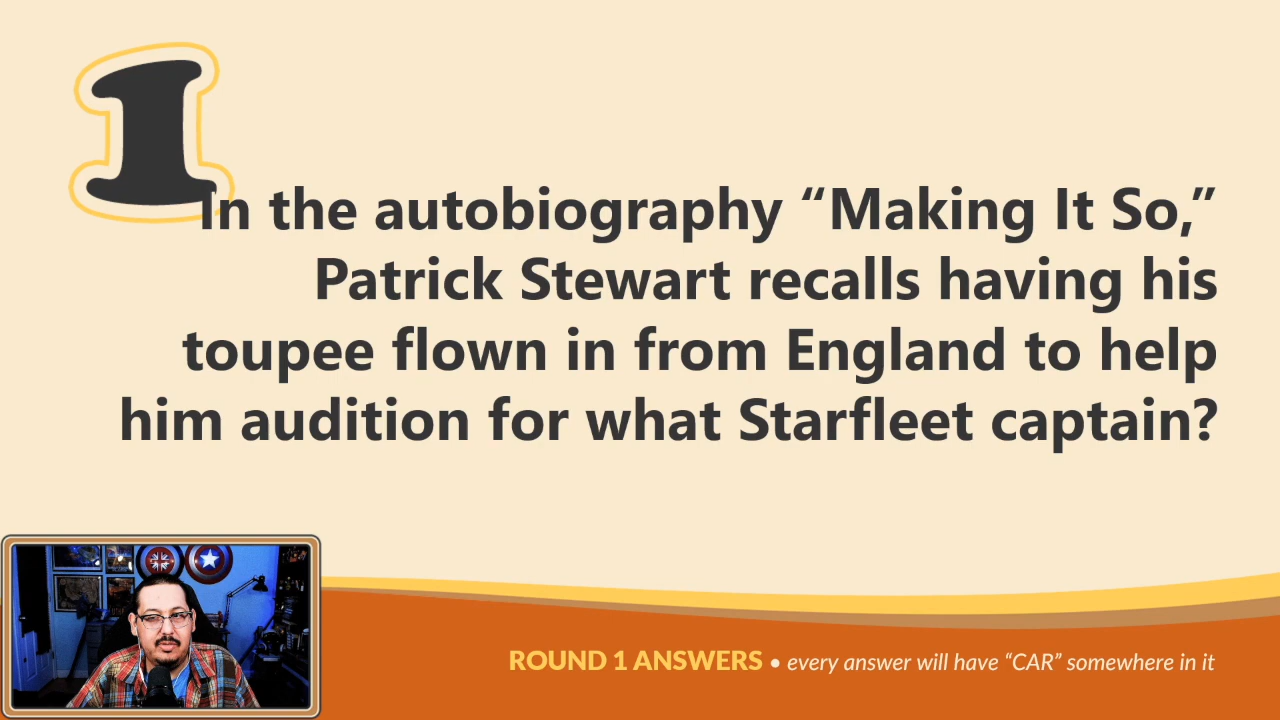 1
In the autobiography “Making It So,”
Patrick Stewart recalls having his
toupee flown in from England to help
him audition for what Starfleet captain?
ROUND 1 ANSWERS • every answer will have “CAR” somewhere in it